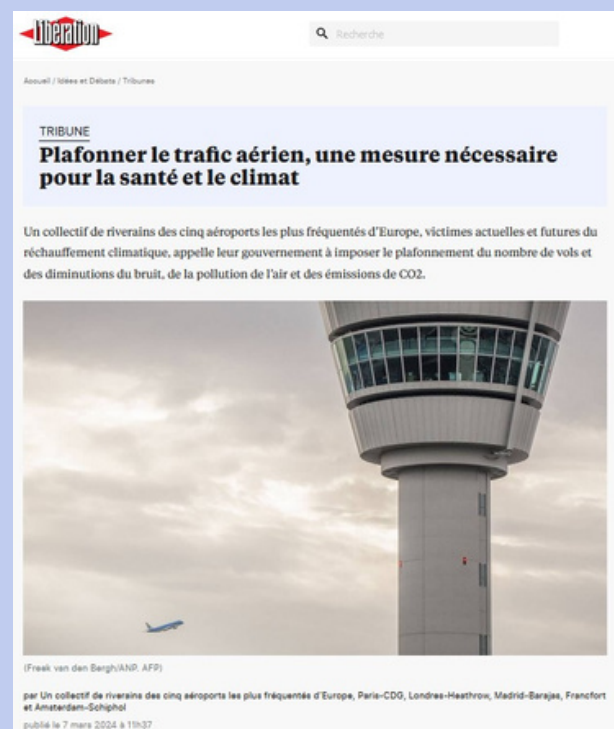 Libération
Recherche
Accueil / Idées et Débats / Tribunes
TRIBUNE
Plafonner le trafic aérien, une mesure nécessaire
pour la santé et le climat
Un collectif de riverains des cinq aéroports les plus fréquentés d'Europe, victimes actuelles et futures du
réchauffement climatique, appelle leur gouvernement à imposer le plafonnement du nombre de vols et
des diminutions du bruit, de la pollution de l'air et des émissions de CO2.
(Freek van den Bergh/ANP. AFP)
par Un collectif de riverains des cinq aéroports les plus fréquentés d'Europe, Paris-CDG, Londres-Heathrow, Madrid-Barajas, Francfort
et Amsterdam-Schiphol
publié le 7 mars 2024 à 11h37